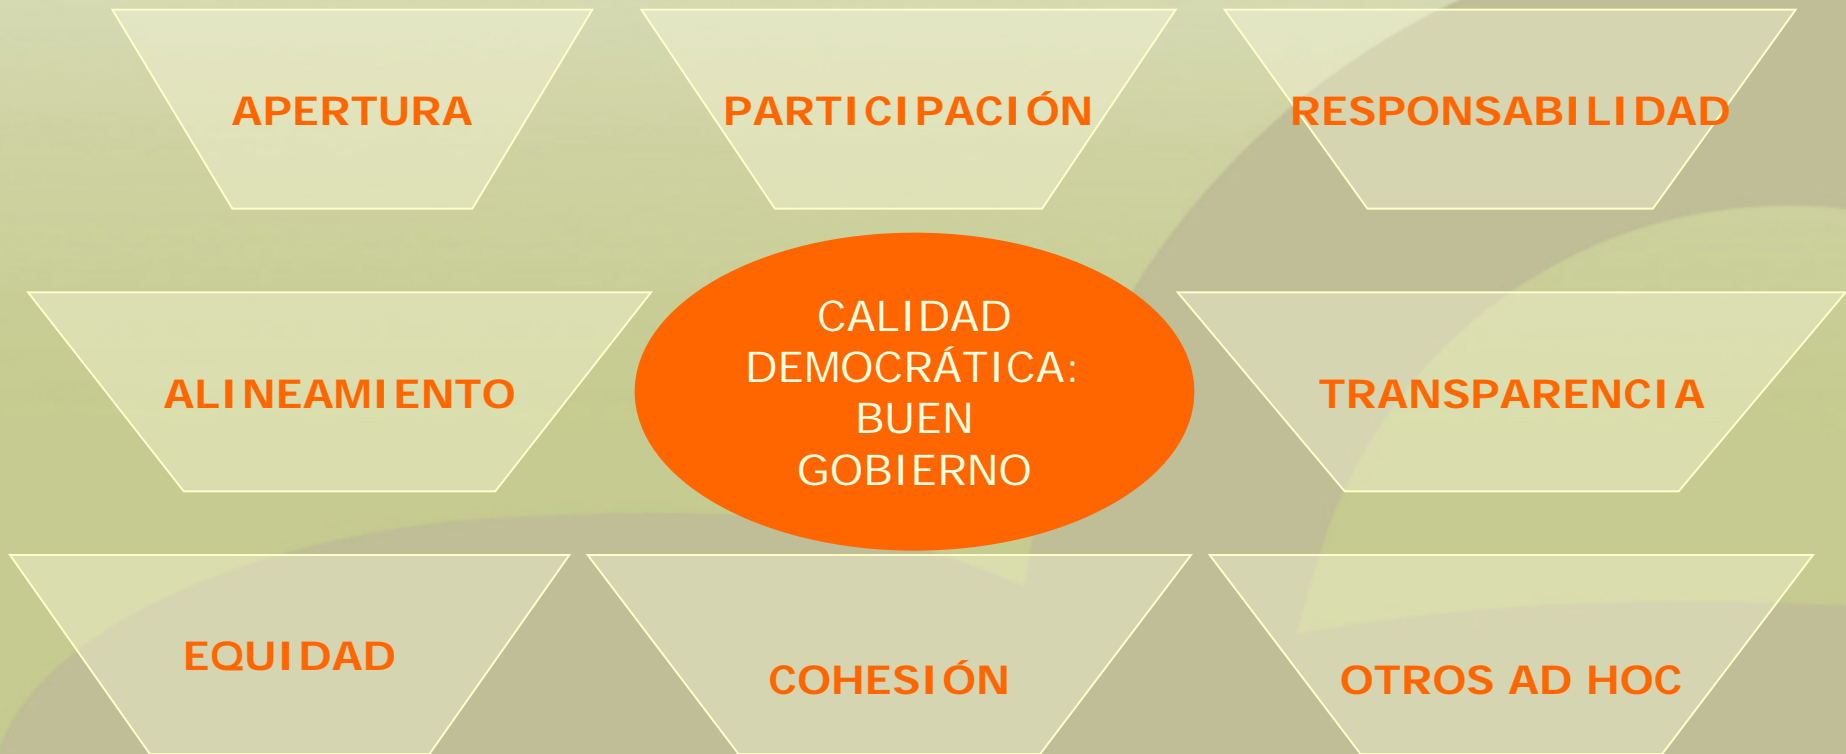 APERTURA
PARTICIPACIÓN
RESPONSABILIDAD
CALIDAD
DEMOCRÁTICA:
BUEN
GOBIERNO
ALINEAMIENTO
TRANSPARENCIA
EQUIDAD
COHESIÓN
OTROS AD HOC